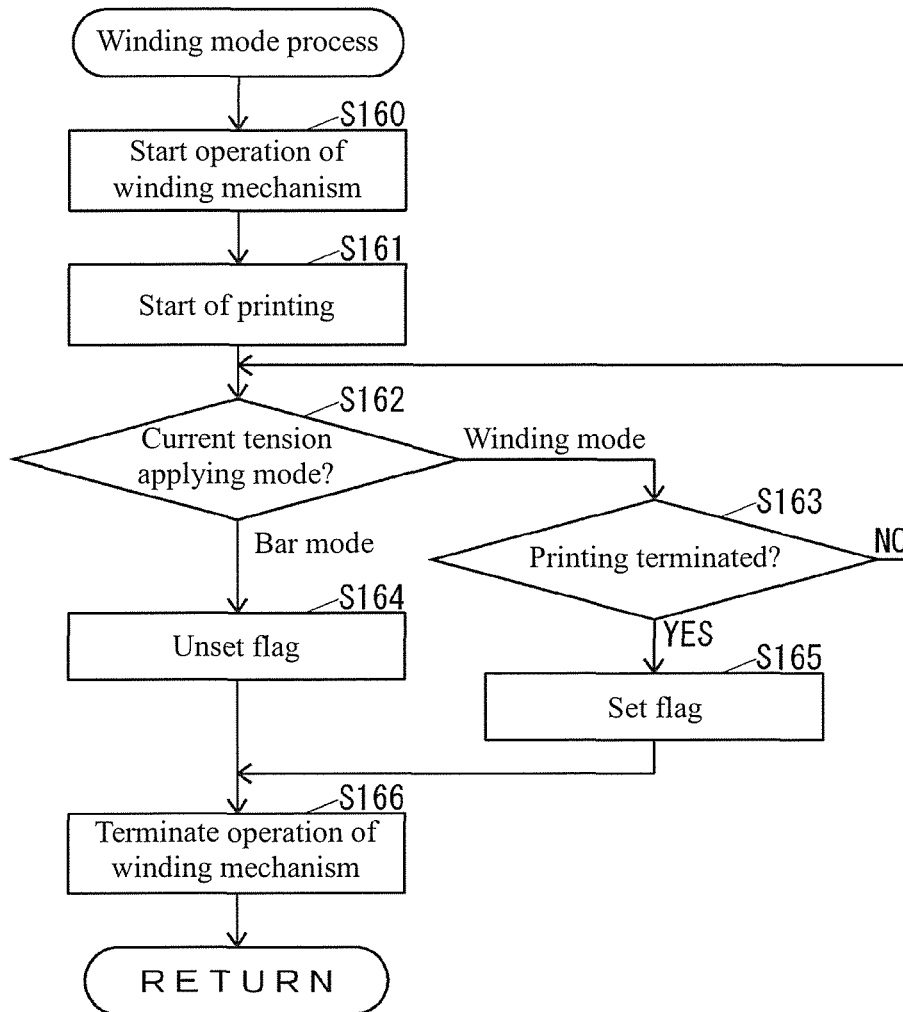 Winding mode process
S160
Start operation of
winding mechanism
S161
Start of printing
S162
Current tension
applying mode?
Winding mode
S163
Printing terminated?
NO
Bar mode
S164
Unset flag
YES
S165
Set flag
S166
Terminate operation of
winding mechanism
RETURN